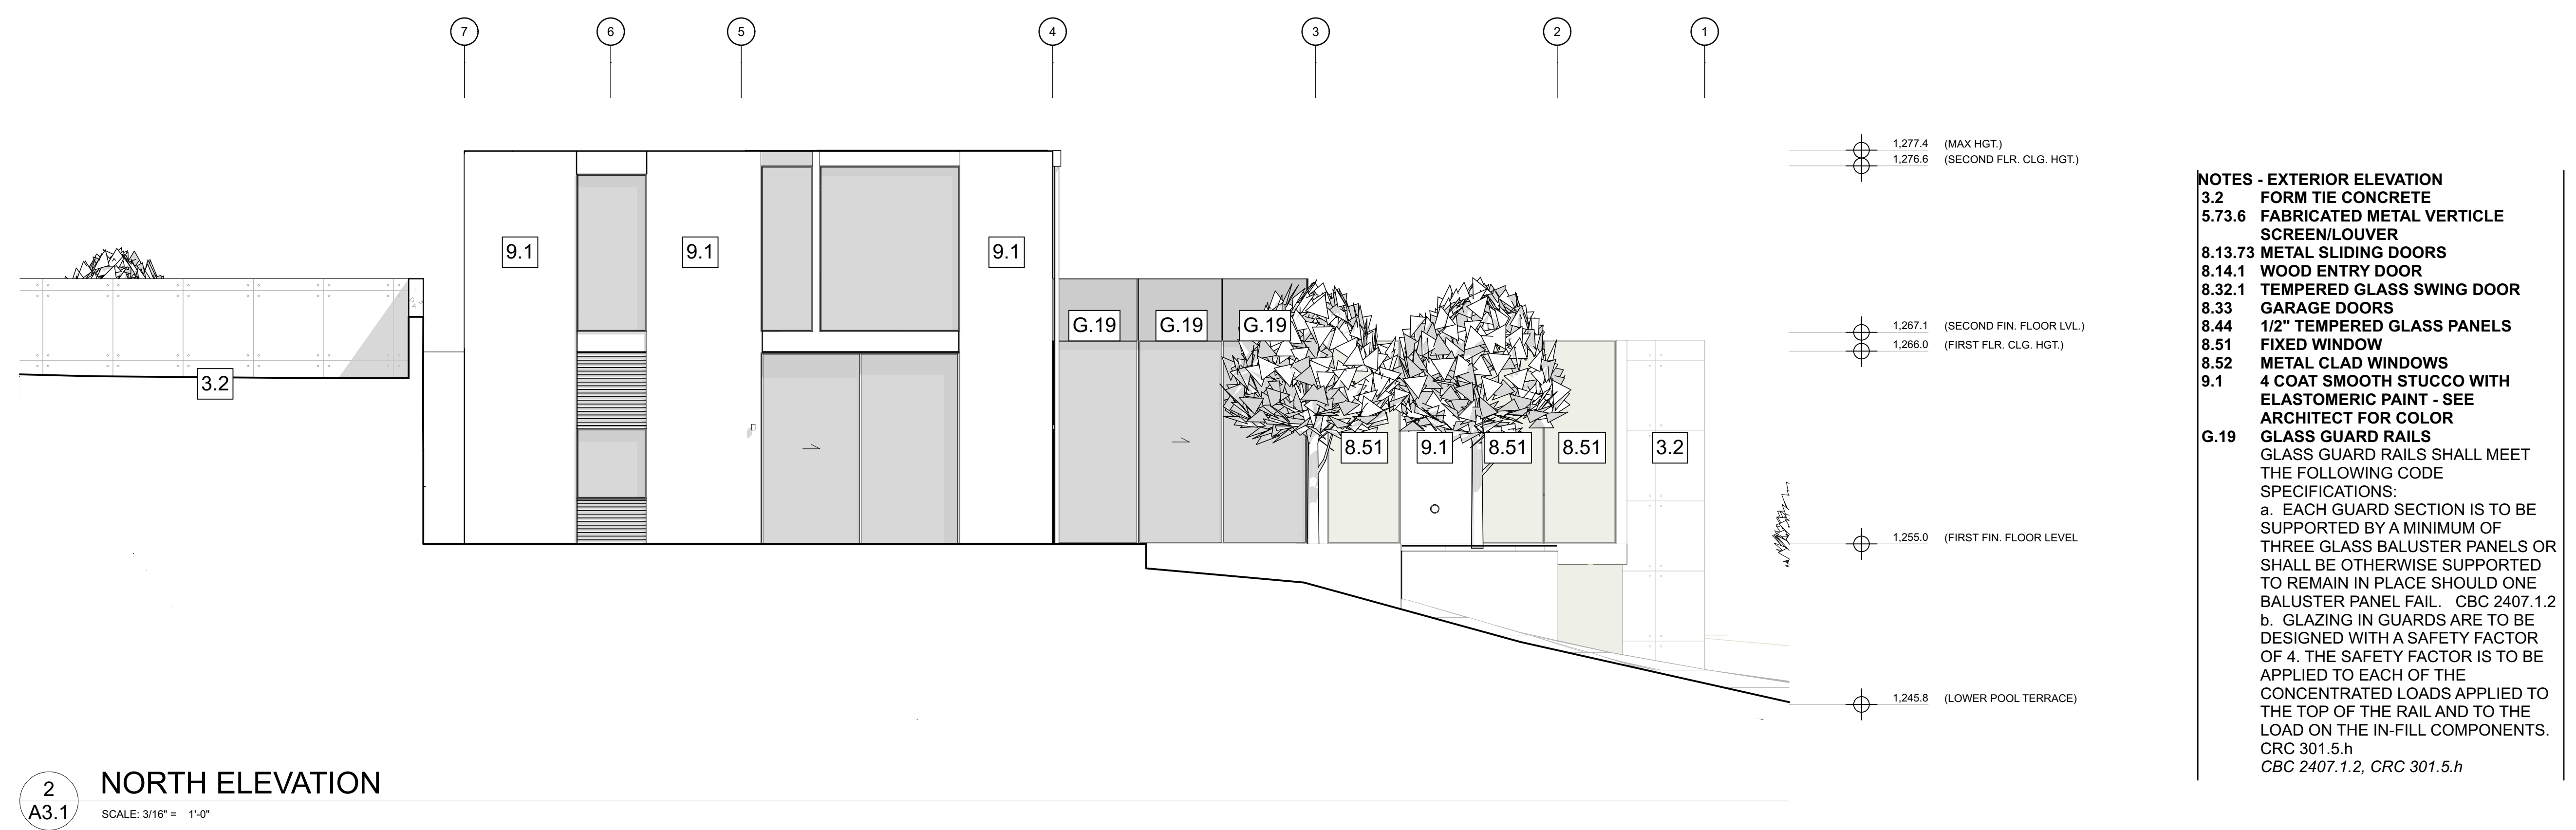 7 6 5 4 3 2 1
1,277.4 (MAX HGT.)
1,276.6 (SECOND FLR. CLG. HGT.)
9.1 9.1 9.1
G.19 G.19 G.19
1,267.1 (SECOND FIN. FLOOR LVL.)
1,266.0 (FIRST FLR. CLG. HGT.)
3.2
8.51 9.1 8.51 8.51 3.2
1,255.0 (FIRST FIN. FLOOR LEVEL
1,245.8 (LOWER POOL TERRACE)
NOTES - EXTERIOR ELEVATION
3.2 FORM TIE CONCRETE
5.73.6 FABRICATED METAL VERTICLE
SCREEN/LOUVER
8.13.73 METAL SLIDING DOORS
8.14.1 WOOD ENTRY DOOR
8.32.1 TEMPERED GLASS SWING DOOR
8.33 GARAGE DOORS
8.44 1/2" TEMPERED GLASS PANELS
8.51 FIXED WINDOW
8.52 METAL CLAD WINDOWS
9.1 4 COAT SMOOTH STUCCO WITH
ELASTOMERIC PAINT - SEE
ARCHITECT FOR COLOR
G.19 GLASS GUARD RAILS
GLASS GUARD RAILS SHALL MEET
THE FOLLOWING CODE
SPECIFICATIONS:
a. EACH GUARD SECTION IS TO BE
SUPPORTED BY A MINIMUM OF
THREE GLASS BALUSTER PANELS OR
SHALL BE OTHERWISE SUPPORTED
TO REMAIN IN PLACE SHOULD ONE
BALUSTER PANEL FAIL. CBC 2407.1.2
b. GLAZING IN GUARDS ARE TO BE
DESIGNED WITH A SAFETY FACTOR
OF 4. THE SAFETY FACTOR IS TO BE
APPLIED TO EACH OF THE
CONCENTRATED LOADS APPLIED TO
THE TOP OF THE RAIL AND TO THE
LOAD ON THE IN-FILL COMPONENTS.
CRC 301.5.h
CBC 2407.1.2, CRC 301.5.h
2
A3.1
NORTH ELEVATION
SCALE: 3/16" = 1'-0"